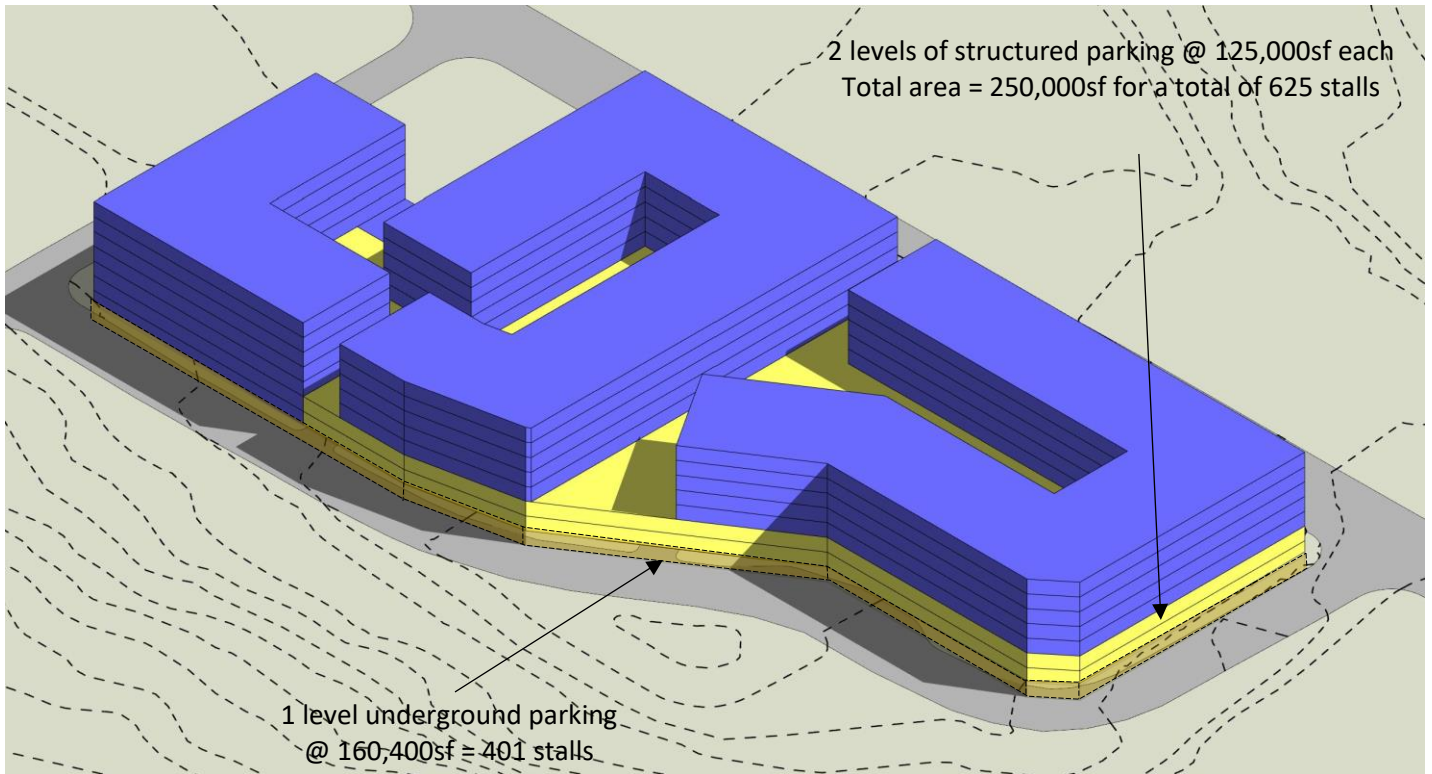 2 levels of structured parking @ 125,000sf each
Total area = 250,000sf for a total of 625 stalls
1 level underground parking
@ 160,400sf = 401 stalls